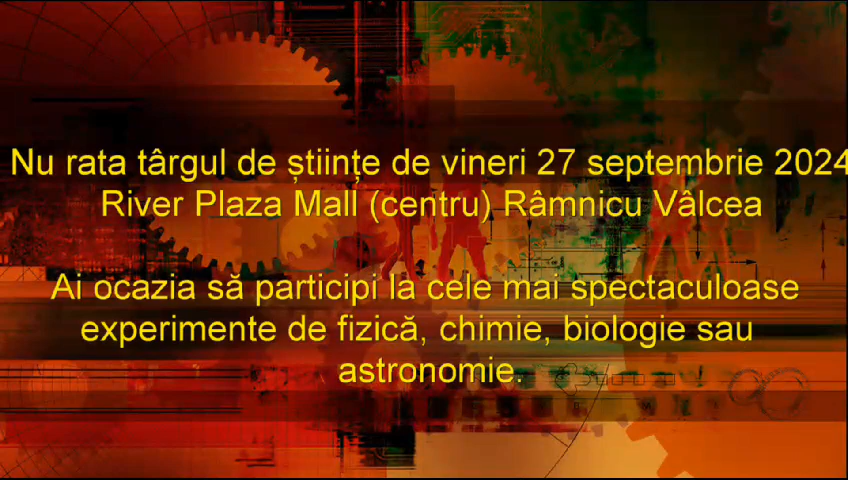 Nu rata târgul de științe de vineri 27 septembrie 2024
River Plaza Mall (centru) Râmnicu Vâlcea
Ai ocazia să participi la cele mai spectaculoase
experimente de fizică, chimie, biologie sau
astronomie.